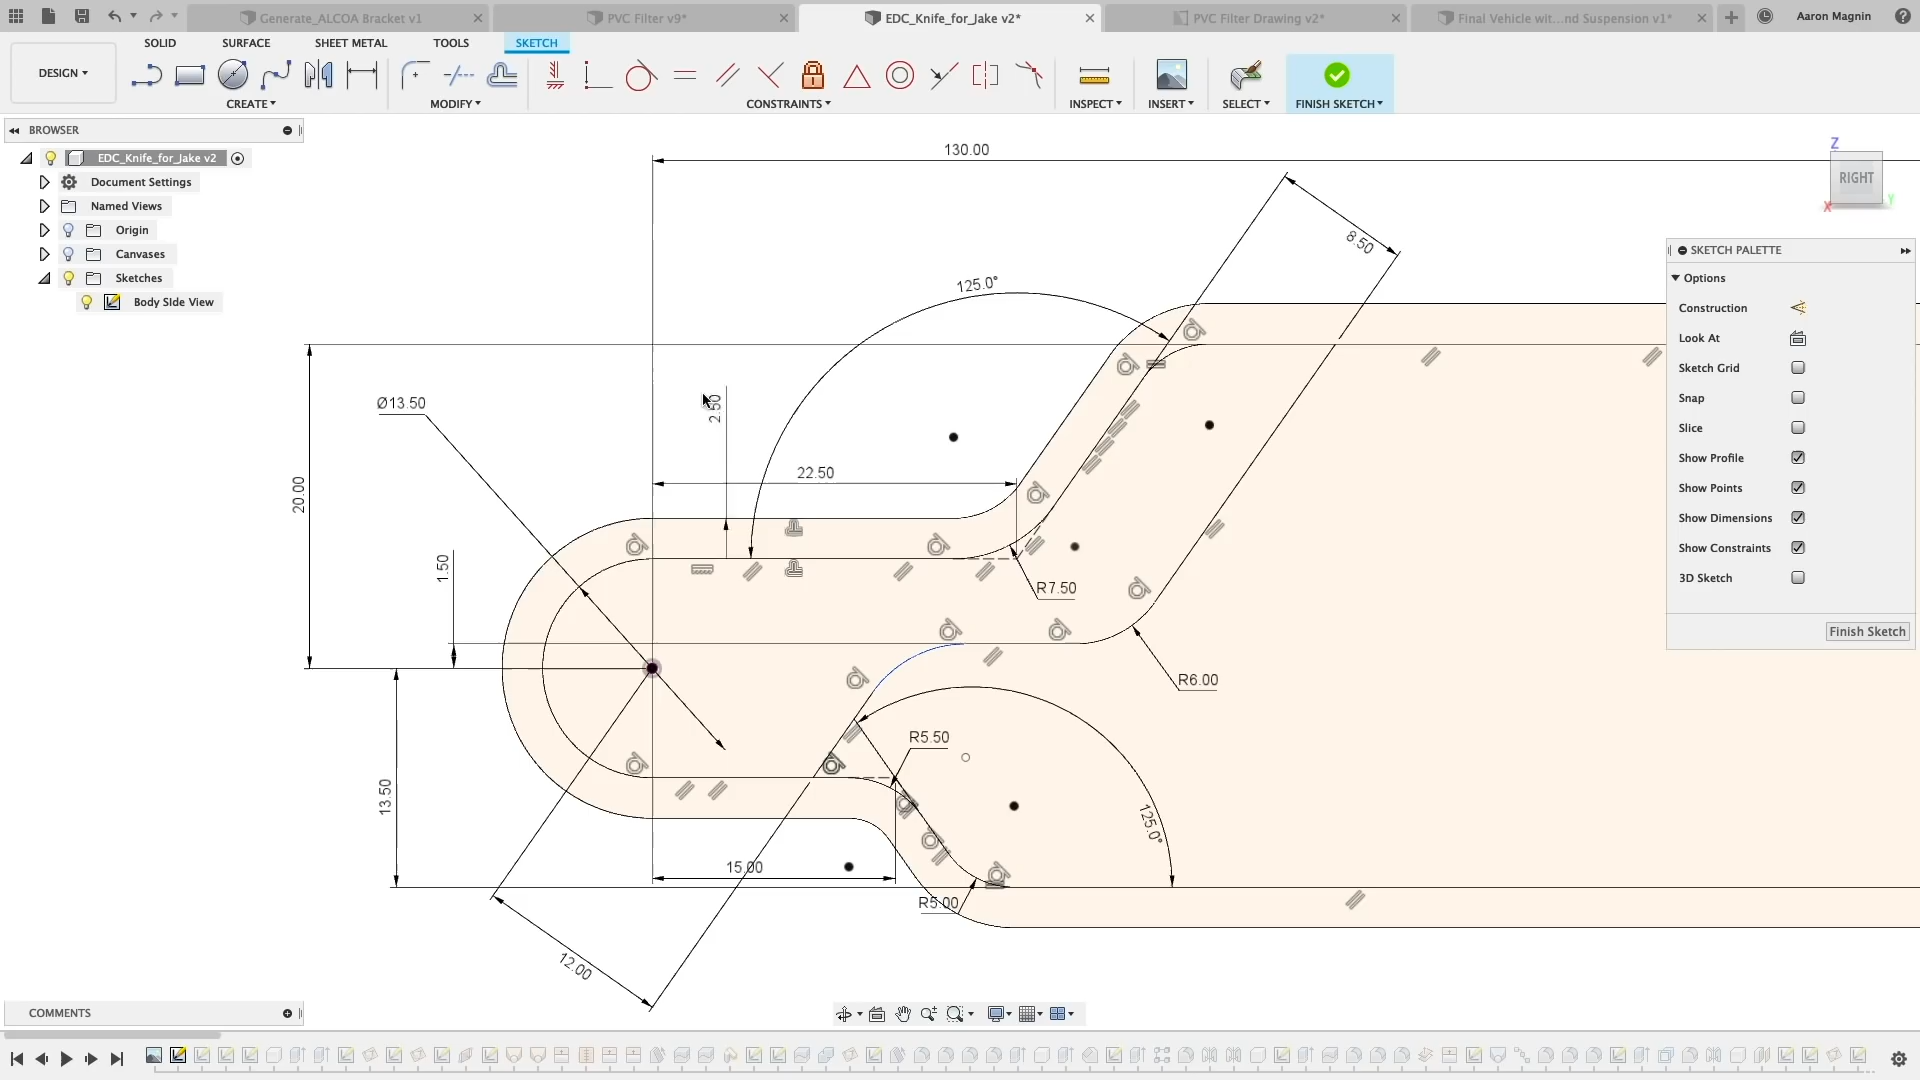 Generate_ALCOA Bracket v1
PVC Filter v9*
EDC_Knife_for_Jake v2*
PVC Filter Drawing v2*
Final Vehicle wit...nd Suspension v1*
Aaron Magnin
SOLID
SURFACE
SHEET METAL
TOOLS
SKETCH
DESIGN
CREATE
MODIFY
CONSTRAINTS
INSPECT
INSERT
SELECT
FINISH SKETCH
BROWSER
EDC_Knife_for_Jake v2
Document Settings
Named Views
Origin
Canvases
Sketches
Body SIde View
130.00
8.50
125.0°
Ø13.50
2.50
22.50
20.00
1.50
R7.50
R6.00
R5.50
13.50
125.0°
15.00
R5.00
12.00
Z
RIGHT
X
Y
SKETCH PALETTE
Options
Construction
Look At
Sketch Grid
Snap
Slice
Show Profile
Show Points
Show Dimensions
Show Constraints
3D Sketch
Finish Sketch
COMMENTS